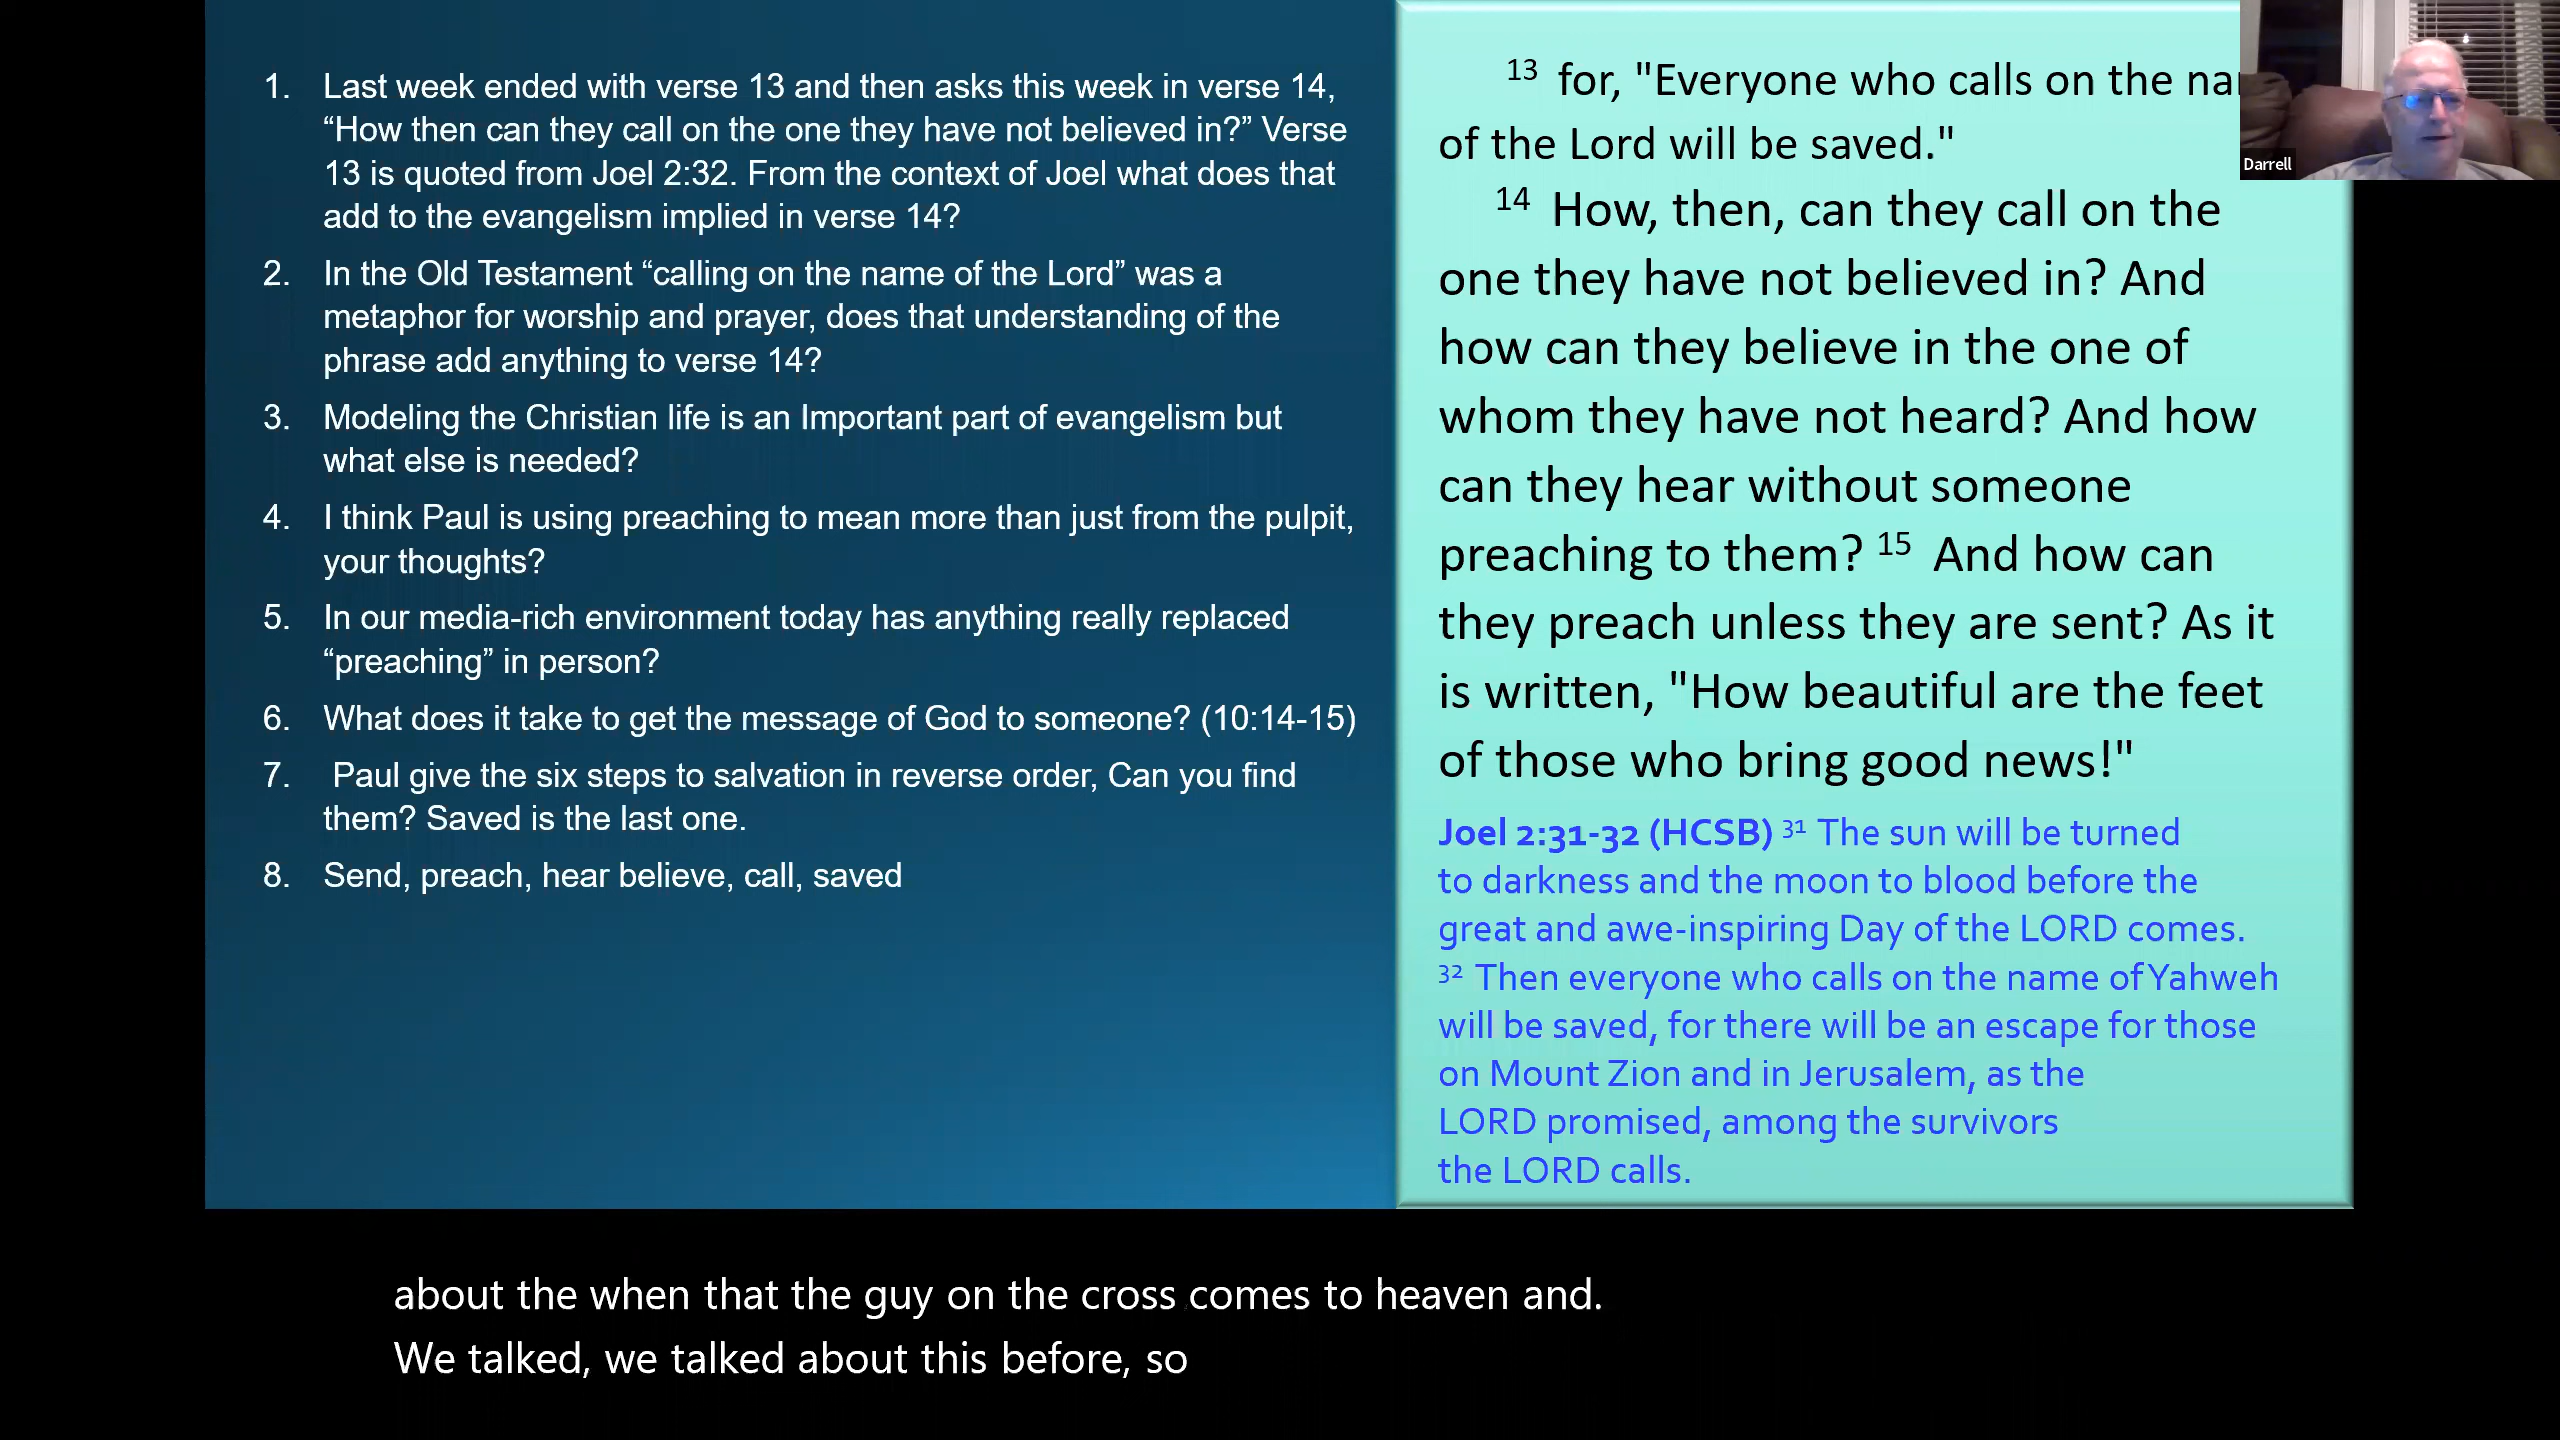 1. Last week ended with verse 13 and then asks this week in verse 14,
“How then can they call on the one they have not believed in?” Verse
13 is quoted from Joel 2:32. From the context of Joel what does that
add to the evangelism implied in verse 14?
2. In the Old Testament “calling on the name of the Lord” was a
metaphor for worship and prayer, does that understanding of the
phrase add anything to verse 14?
3. Modeling the Christian life is an Important part of evangelism but
what else is needed?
4. I think Paul is using preaching to mean more than just from the pulpit,
your thoughts?
5. In our media-rich environment today has anything really replaced
“preaching” in person?
6. What does it take to get the message of God to someone? (10:14-15)
7. Paul give the six steps to salvation in reverse order, Can you find
them? Saved is the last one.
8. Send, preach, hear believe, call, saved
13 for, "Everyone who calls on the
of the Lord will be saved."
14 How, then, can they call on the
one they have not believed in? And
how can they believe in the one of
whom they have not heard? And how
can they hear without someone
preaching to them? 15 And how can
they preach unless they are sent? As it
is written, "How beautiful are the feet
of those who bring good news!"
Joel 2:31-32 (HCSB) 31 The sun will be turned
to darkness and the moon to blood before the
great and awe-inspiring Day of the LORD comes.
32 Then everyone who calls on the name of Yahweh
will be saved, for there will be an escape for those
on Mount Zion and in Jerusalem, as the
LORD promised, among the survivors
the LORD calls.
Darrell
about the when that the guy on the cross comes to heaven and.
We talked, we talked about this before, so